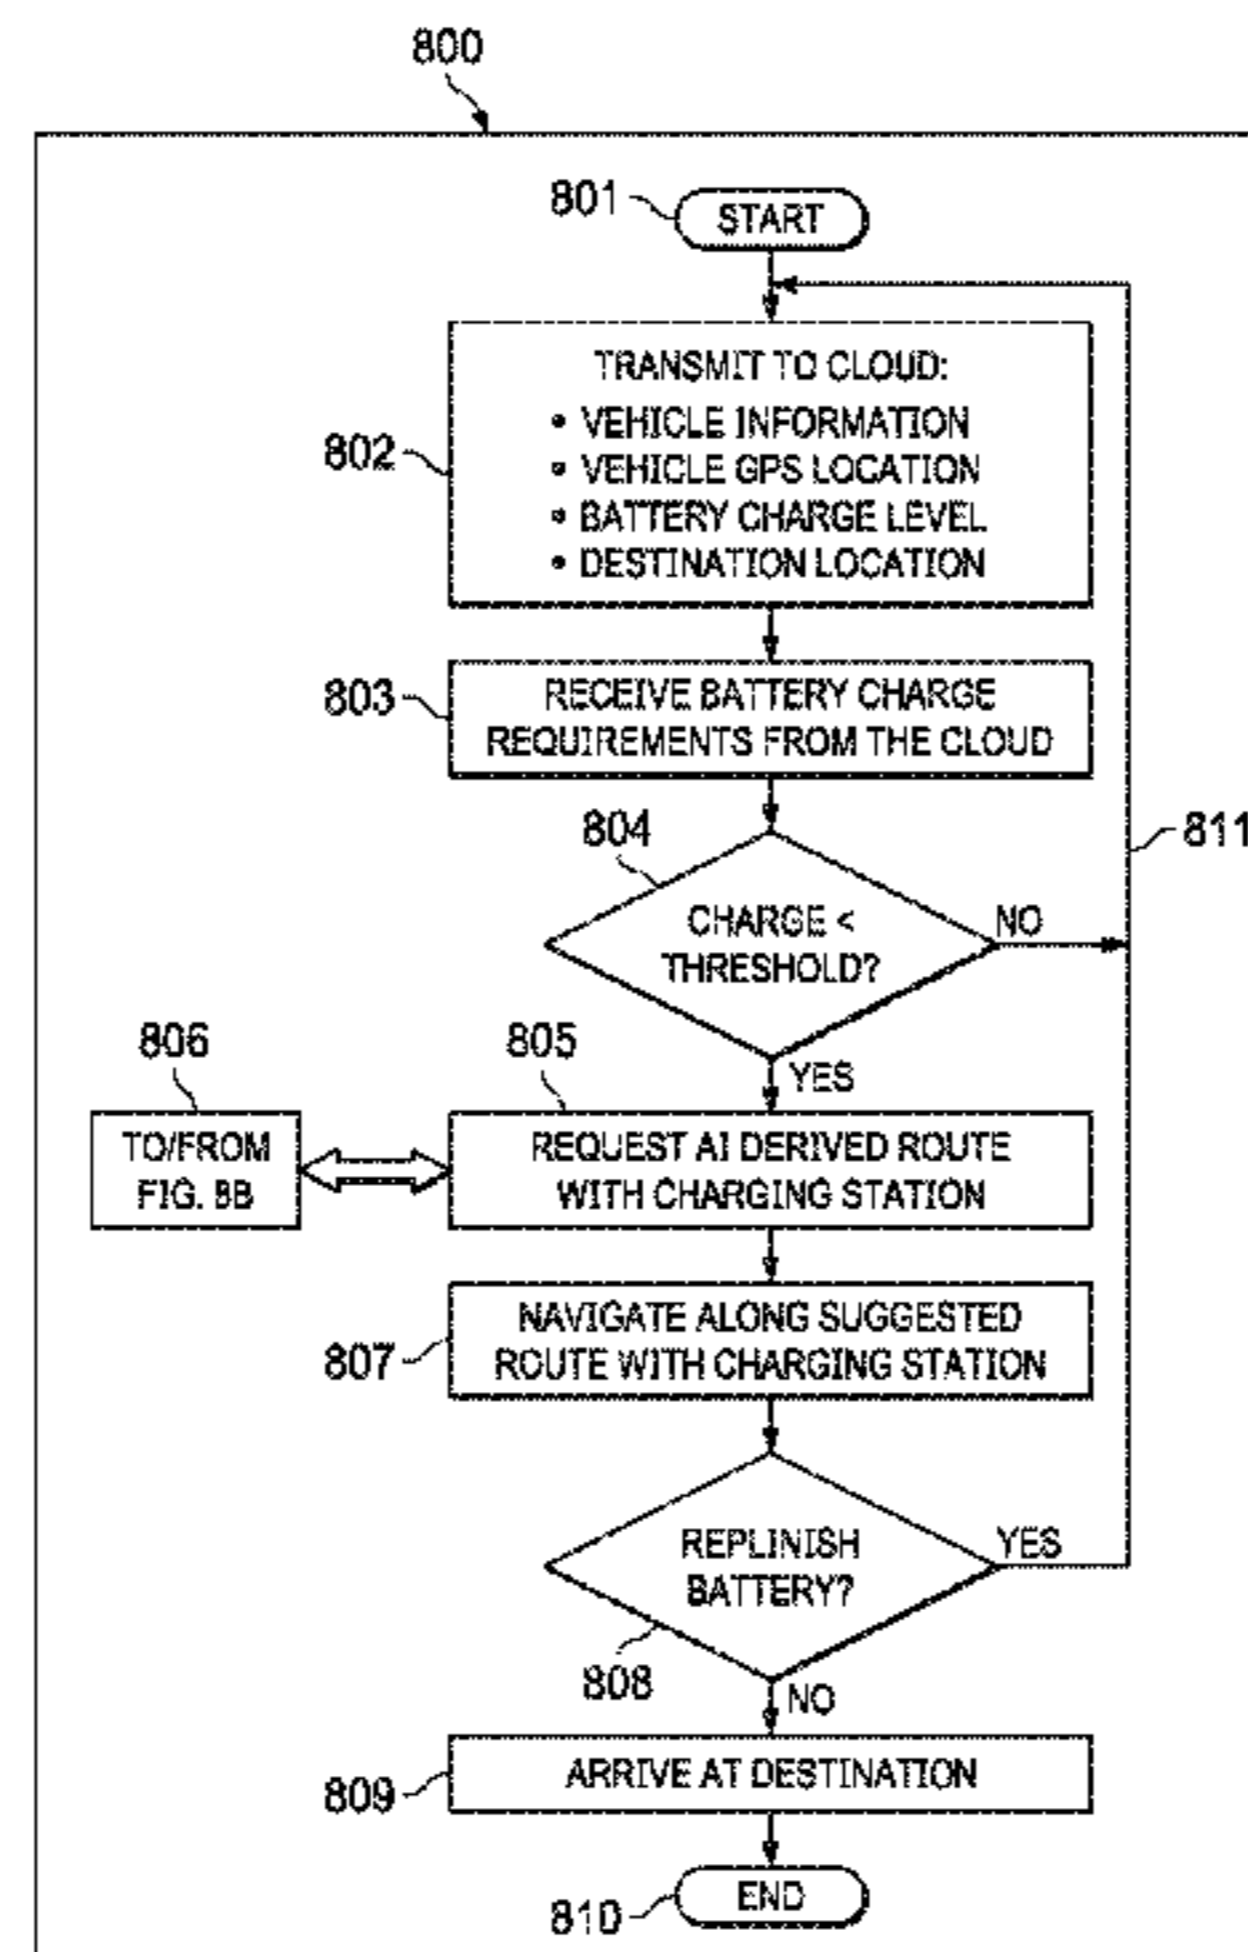 800
801
START
TRANSMIT TO CLOUD:
• VEHICLE INFORMATION
802
• VEHICLE GPS LOCATION
• BATTERY CHARGE LEVEL
• DESTINATION LOCATION
803
RECEIVE BATTERY CHARGE
REQUIREMENTS FROM THE CLOUD
804
811
CHARGE <
THRESHOLD?
NO
YES
806
805
TO/FROM
FIG. 8B
REQUEST AI DERIVED ROUTE
WITH CHARGING STATION
807
NAVIGATE ALONG SUGGESTED
ROUTE WITH CHARGING STATION
REPLINISH
BATTERY?
YES
808
NO
809
ARRIVE AT DESTINATION
810
END